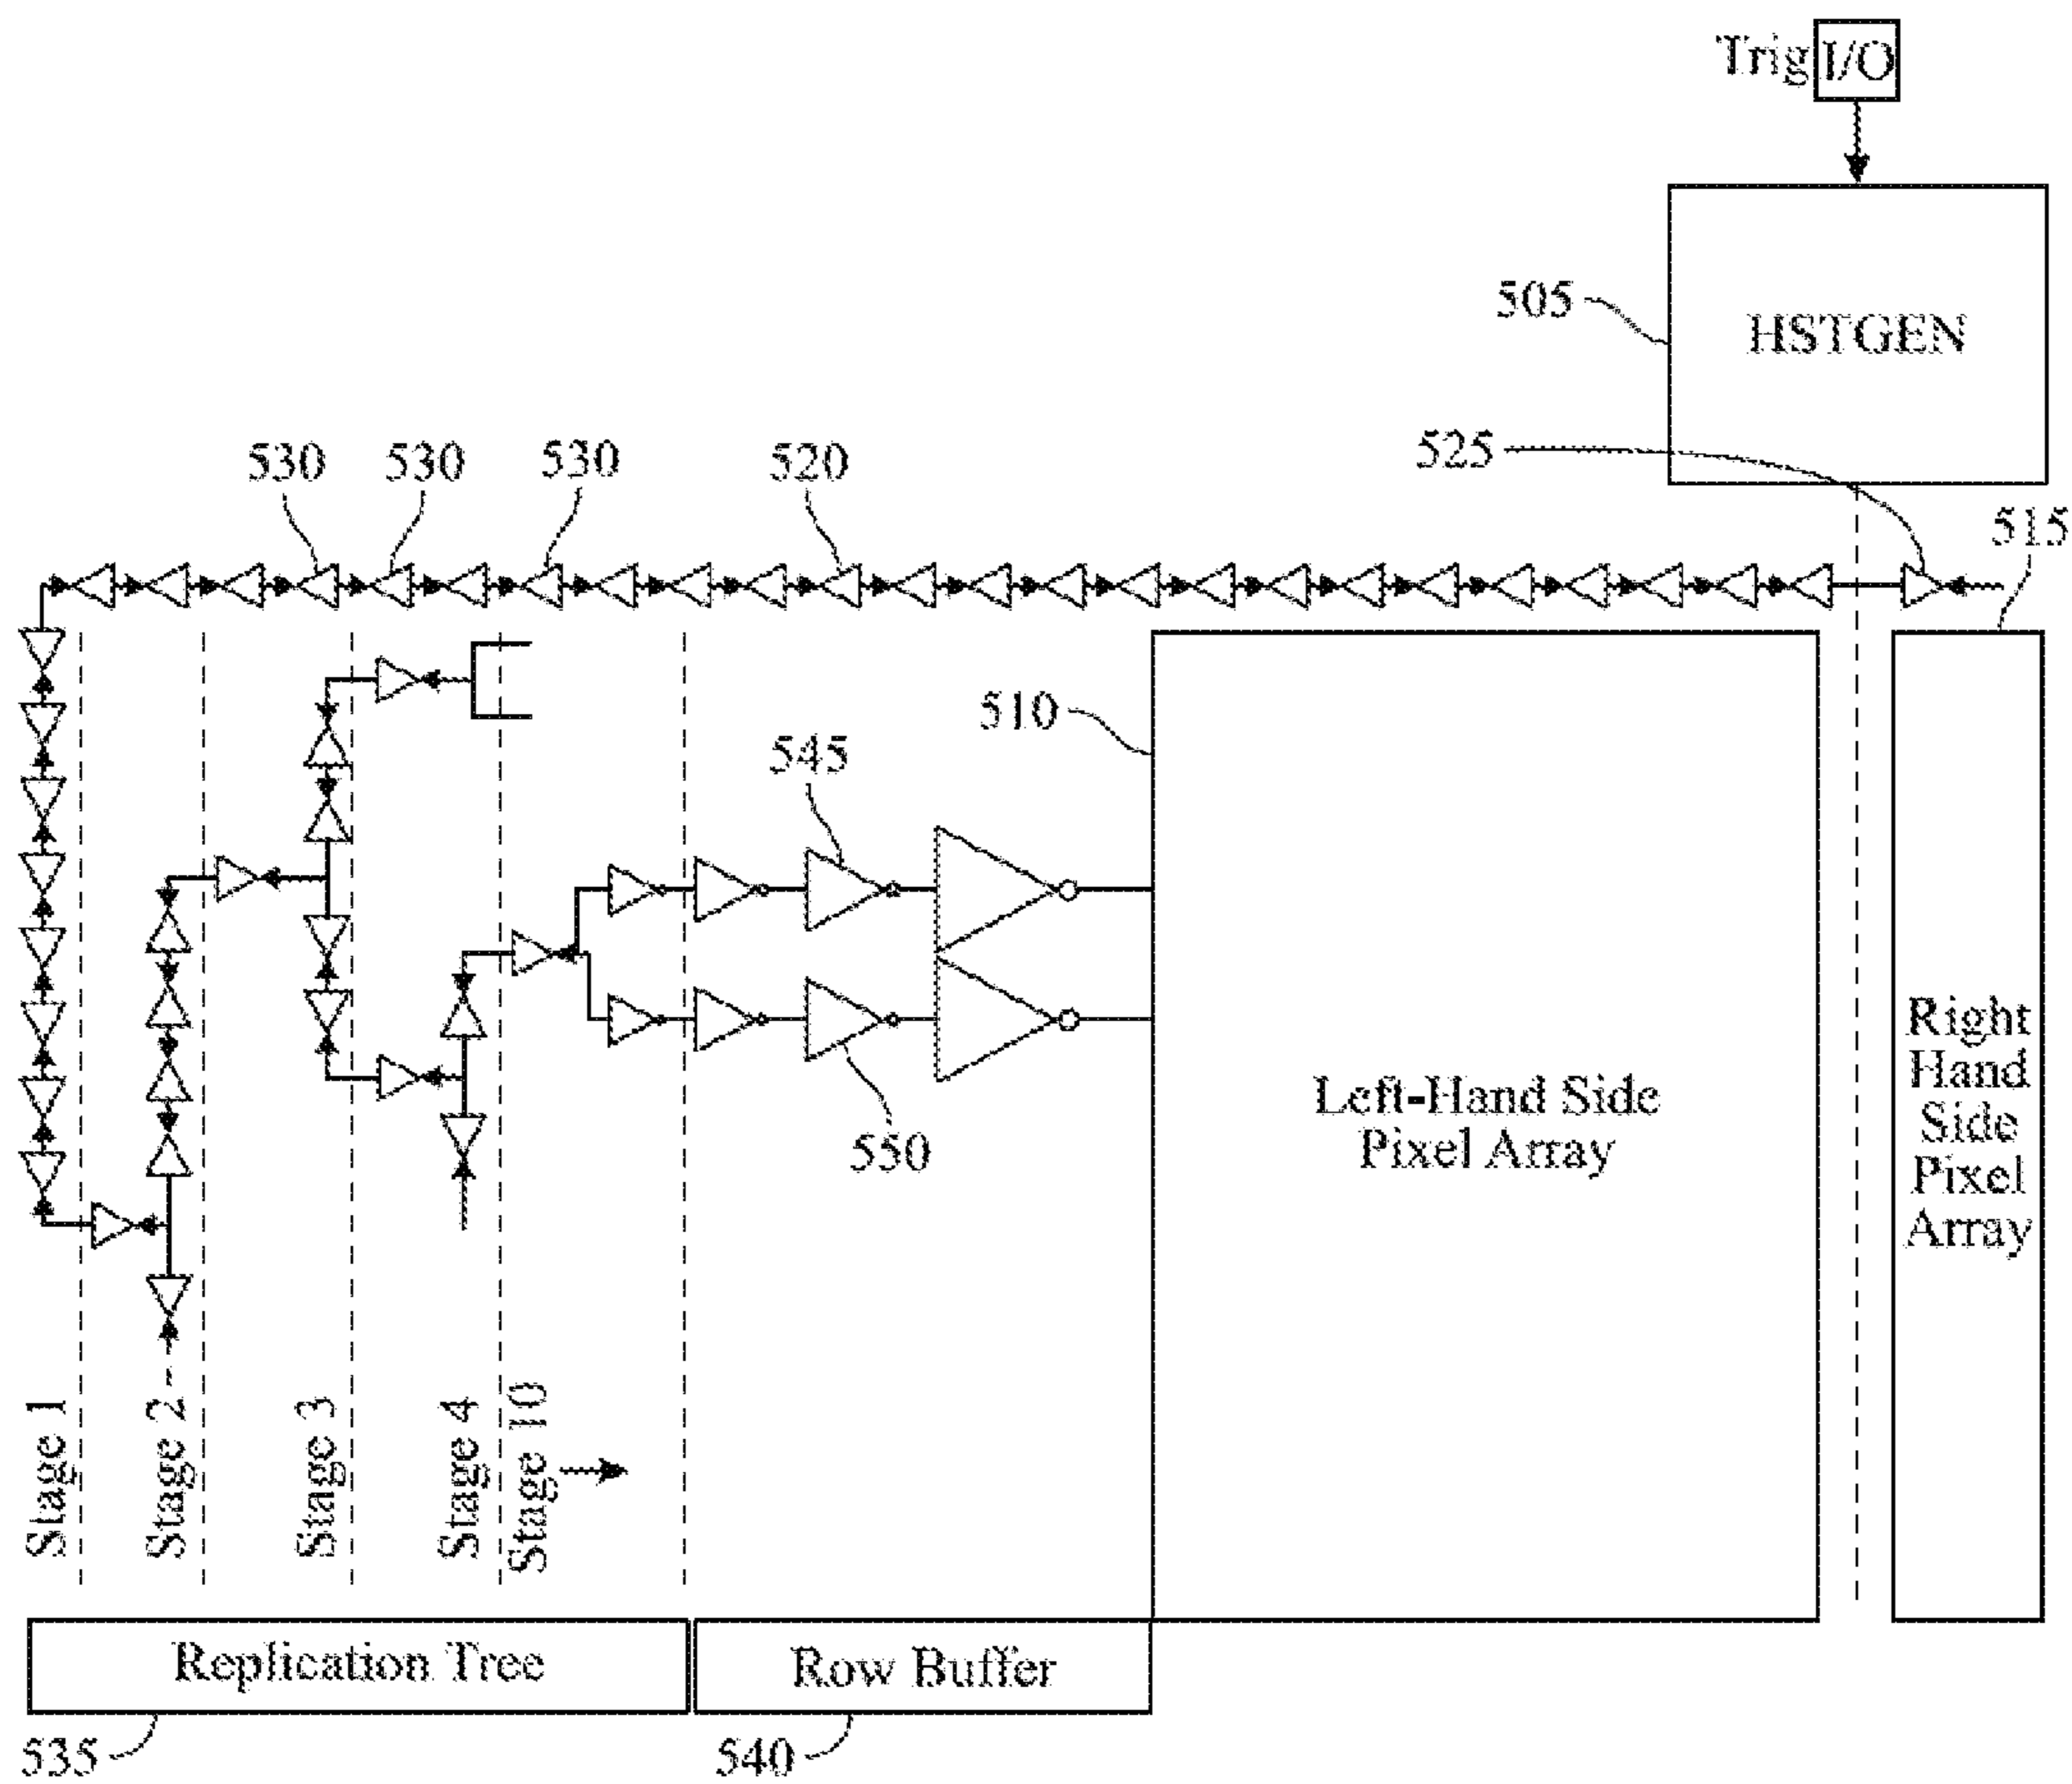 Trig I/O
505
HSTGEN
525
530
530
530
520
515
510
545
550
Left-Hand Side
Pixel Array
Right
Hand
Side
Pixel
Array
Stage 1
Stage 2
Stage 3
Stage 4
Stage 10
Replication Tree
Row Buffer
535
540